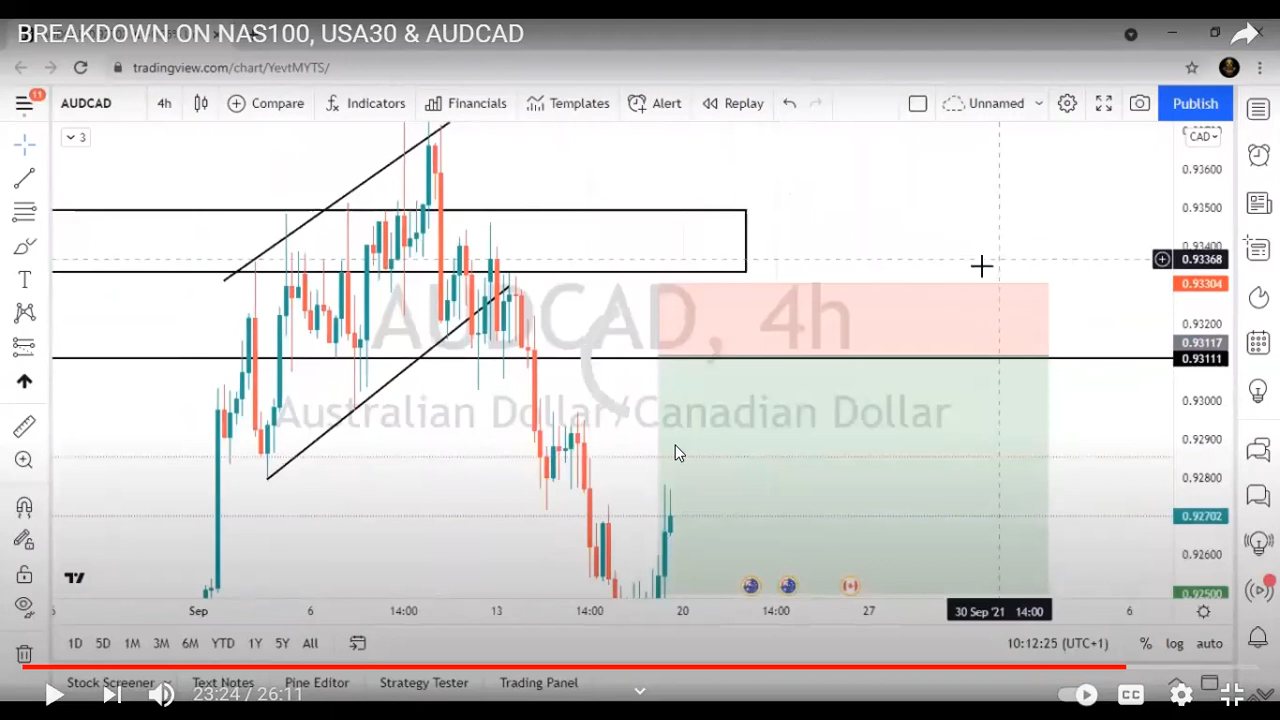 BREAKDOWN ON NAS100, USA30 & AUDCAD
tradingview.com/chart/YevtMYTS/
11 AUDCAD 4h Compare Indicators Financials Templates Alert Replay Unnamed Publish
3
CAD
0.93600
0.93500
0.93400
0.93368
0.93304
0.93200
0.93117
0.93111
0.93000
0.92900
0.92800
0.92702
0.92600
0.92500
AUDCAD, 4h
Australian Dollar/Canadian Dollar
Sep 6 14:00 13 14:00 20 14:00 27 30 Sep '21 14:00 6
1D 5D 1M 3M 6M YTD 1Y 5Y All 10:12:25 (UTC+1) % log auto
Stock Screener Text Notes Pine Editor Strategy Tester Trading Panel
23:24 / 26:11 CC